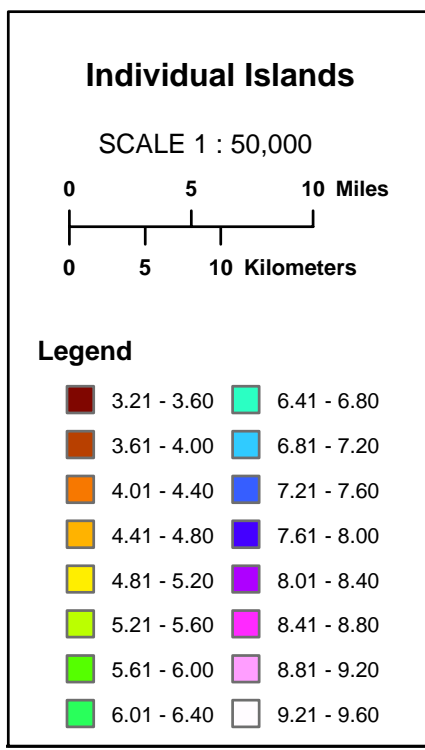 Individual Islands
SCALE 1 : 50,000
0 5 10 Miles
0 5 10 Kilometers
Legend
3.21 - 3.60
3.61 - 4.00
4.01 - 4.40
4.41 - 4.80
4.81 - 5.20
5.21 - 5.60
5.61 - 6.00
6.01 - 6.40
6.41 - 6.80
6.81 - 7.20
7.21 - 7.60
7.61 - 8.00
8.01 - 8.40
8.41 - 8.80
8.81 - 9.20
9.21 - 9.60